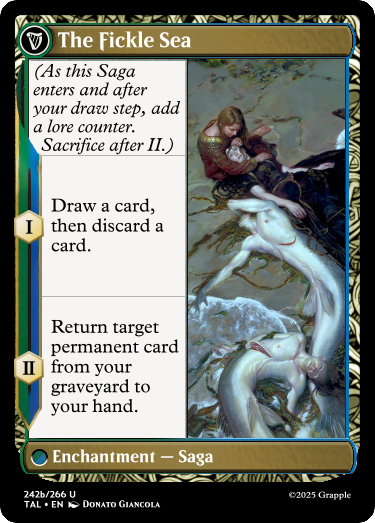 The Fickle Sea
(As this Saga
enters and after
your draw step, add
a lore counter.
Sacrifice after II.)
I
Draw a card,
then discard a
card.
II
Return target
permanent card
from your
graveyard to
your hand.
Enchantment — Saga
242b/266 U
TAL • EN Donato Giancola
©2025 Grapple